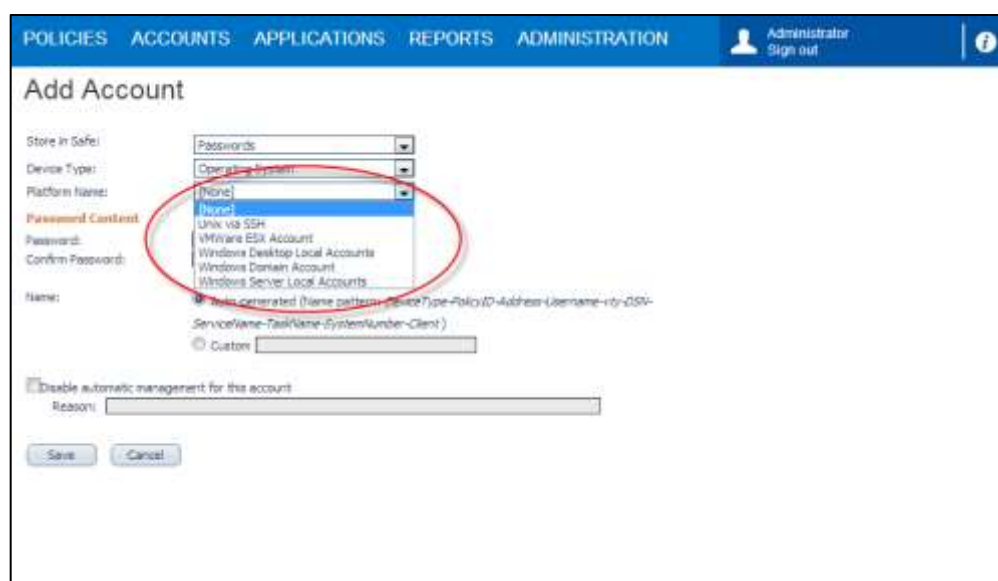 POLICIES ACCOUNTS APPLICATIONS REPORTS ADMINISTRATION
Administrator
Sign out
i
Add Account
Store in Safe: Passwords
Device Type: Operating System
Platform Name: [None]
[None]
Unix via SSH
VMWare ESX Account
Windows Desktop Local Accounts
Windows Domain Account
Windows Server Local Accounts
Password Content
Password:
Confirm Password:
Name: Auto-generated (Name pattern: DeviceType-PolicyID-Address-Username-vty-DSN-
ServiceName-TaskName-SystemNumber-Client )
Custom
Disable automatic management for this account
Reason:
Save Cancel